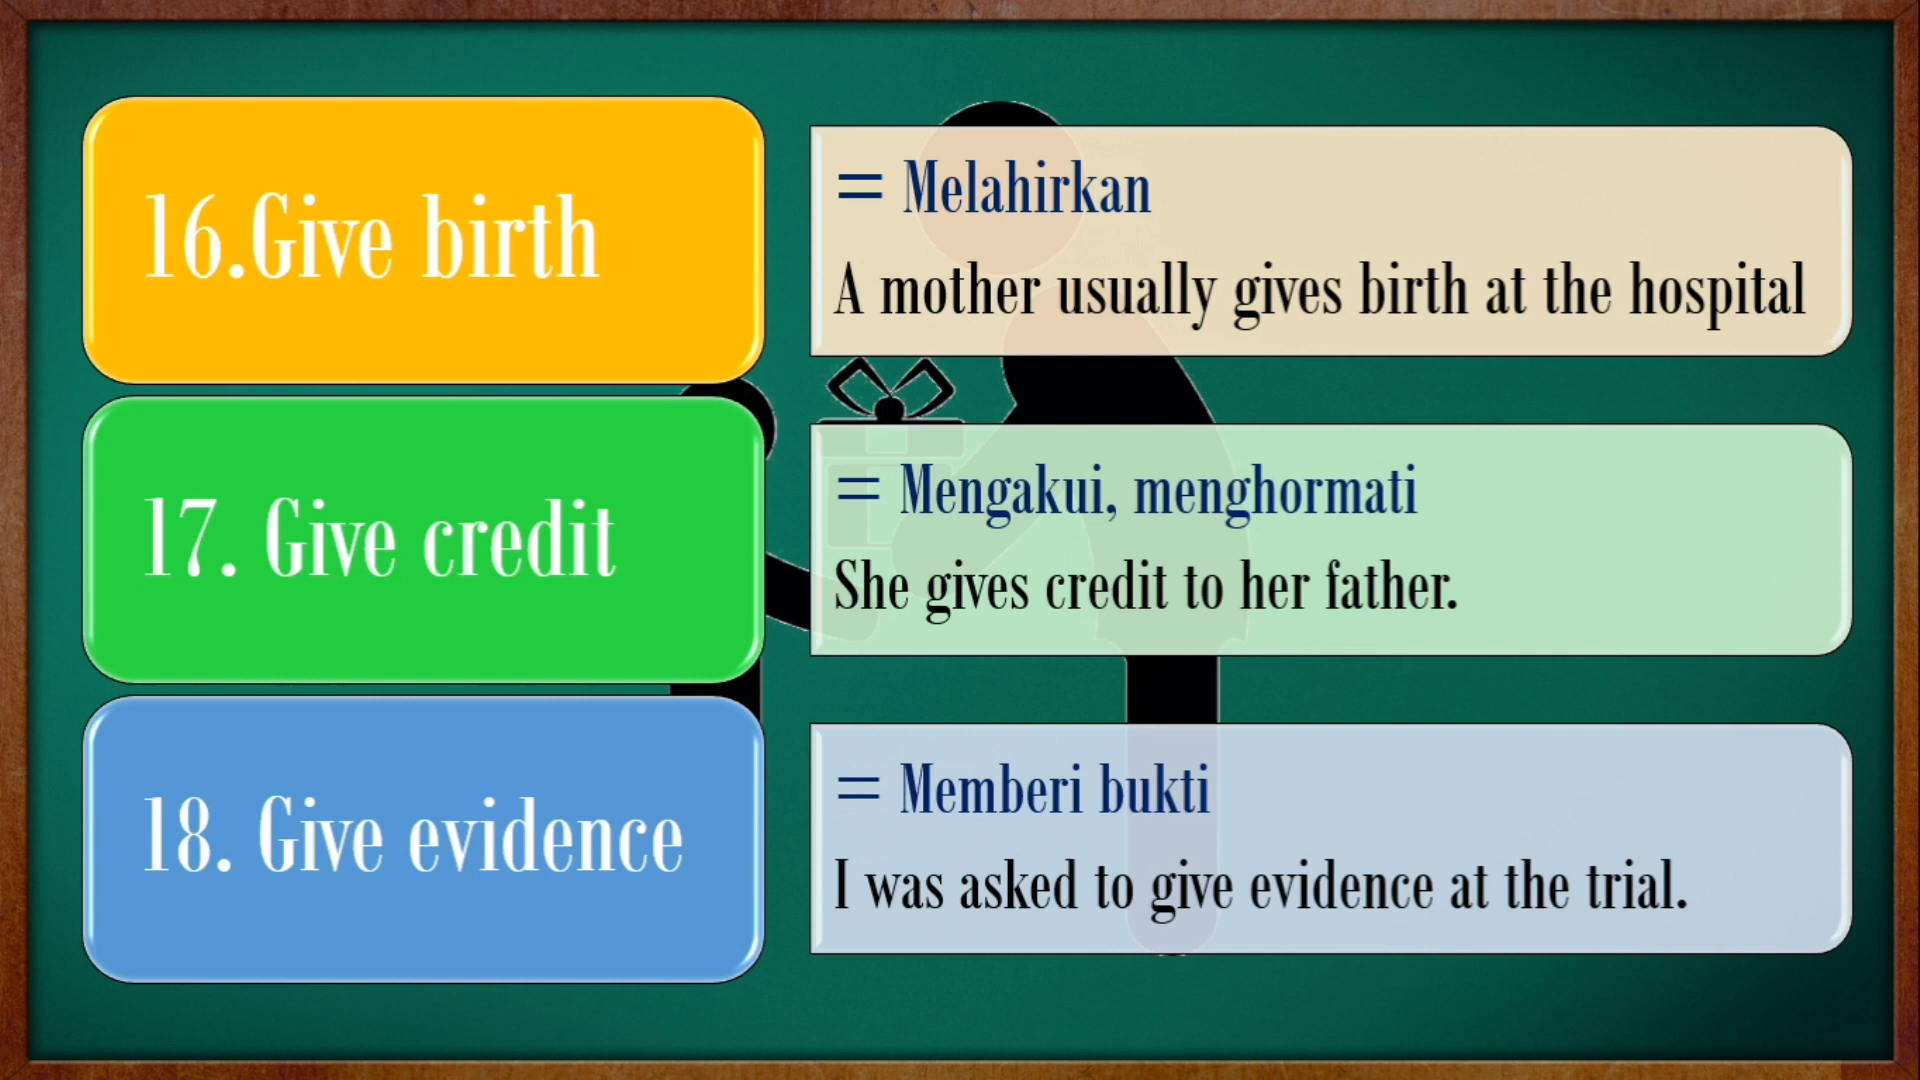 16.Give birth
= Melahirkan
A mother usually gives birth at the hospital
17. Give credit
= Mengakui, menghormati
She gives credit to her father.
18. Give evidence
= Memberi bukti
I was asked to give evidence at the trial.